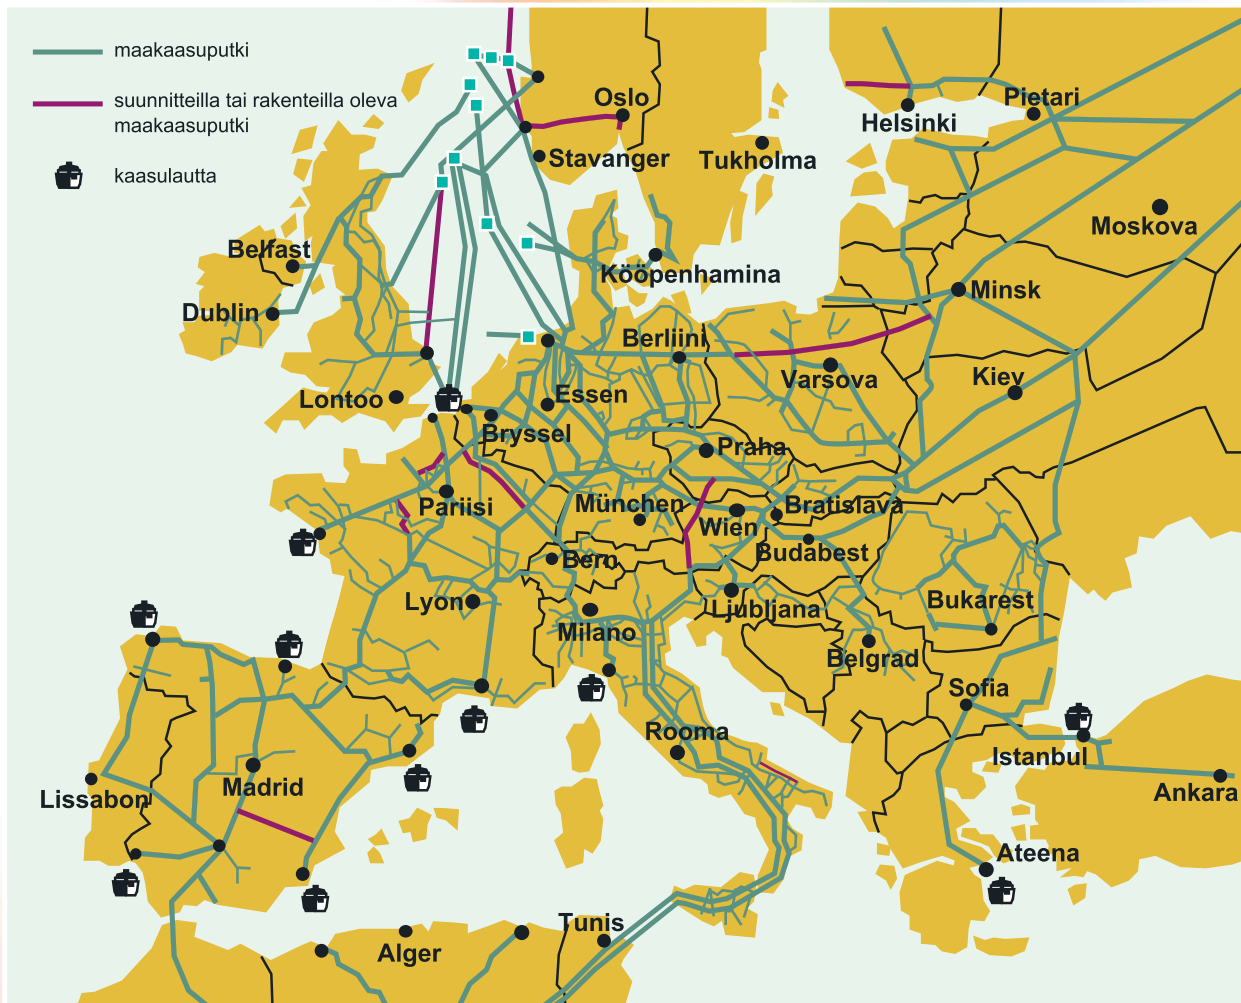 maakaasuputki
suunnitteilla tai rakenteilla oleva
maakaasuputki
kaasulautta
Oslo
Pietari
Helsinki
Stavanger
Tukholma
Moskova
Belfast
Kööpenhamina
Minsk
Dublin
Berliini
Varsova
Kiev
Lontoo
Essen
Bryssel
Praha
Pariisi
München
Wien
Bratislava
Budabest
Bern
Lyon
Ljubljana
Bukarest
Milano
Belgrad
Sofia
Rooma
Istanbul
Madrid
Lissabon
Ankara
Ateena
Tunis
Alger